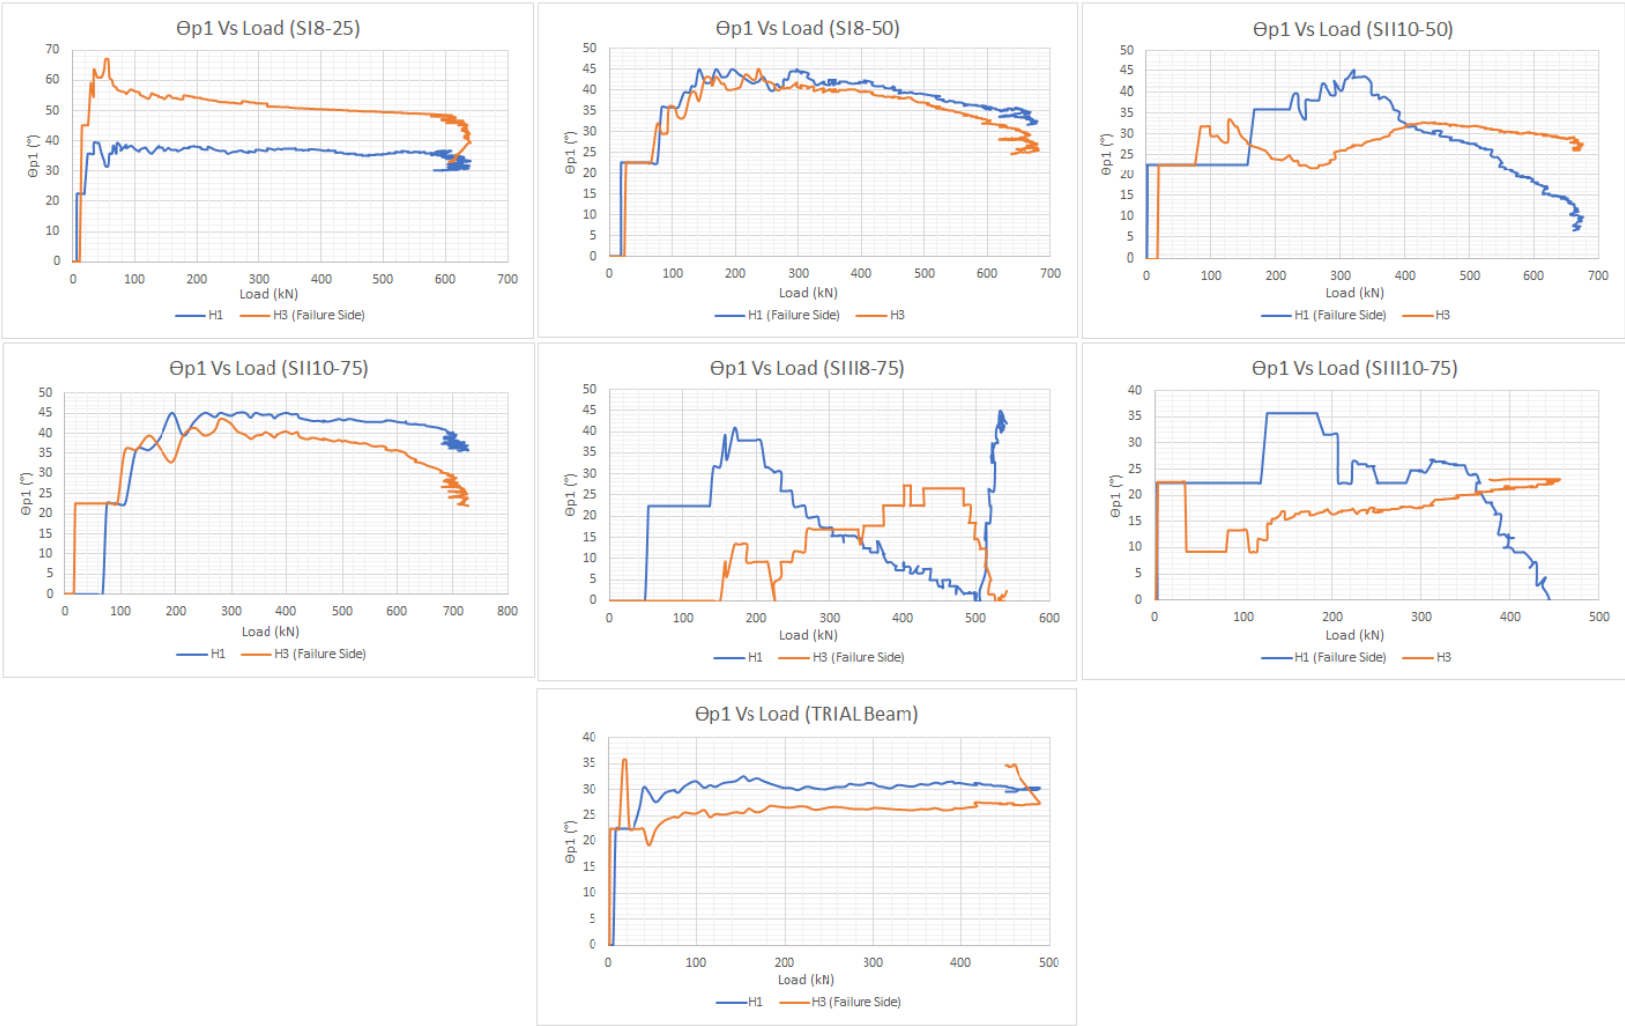 Өp1 Vs Load (SI8-25)
70
60
50
40
30
20
10
0
Өp1 (°)
0 100 200 300 400 500 600 700
Load (kN)
H1 H3 (Failure Side)
Өp1 Vs Load (SI8-50)
50
45
40
35
30
25
20
15
10
5
0
Өp1 (°)
0 100 200 300 400 500 600 700
Load (kN)
H1 (Failure Side) H3
Өp1 Vs Load (SII10-50)
50
45
40
35
30
25
20
15
10
5
0
Өp1 (°)
0 100 200 300 400 500 600 700
Load (kN)
H1 (Failure Side) H3
Өp1 Vs Load (SII10-75)
50
45
40
35
30
25
20
15
10
5
0
Өp1 (°)
0 100 200 300 400 500 600 700 800
Load (kN)
H1 H3 (Failure Side)
Өp1 Vs Load (SIII8-75)
50
45
40
35
30
25
20
15
10
5
0
Өp1 (°)
0 100 200 300 400 500 600
Load (kN)
H1 H3 (Failure Side)
Өp1 Vs Load (SIII10-75)
40
35
30
25
20
15
10
5
0
Өp1 (°)
0 100 200 300 400 500
Load (kN)
H1 (Failure Side) H3
Өp1 Vs Load (TRIAL Beam)
40
35
30
25
20
15
10
5
0
Өp1 (°)
0 100 200 300 400 500
Load (kN)
H1 H3 (Failure Side)